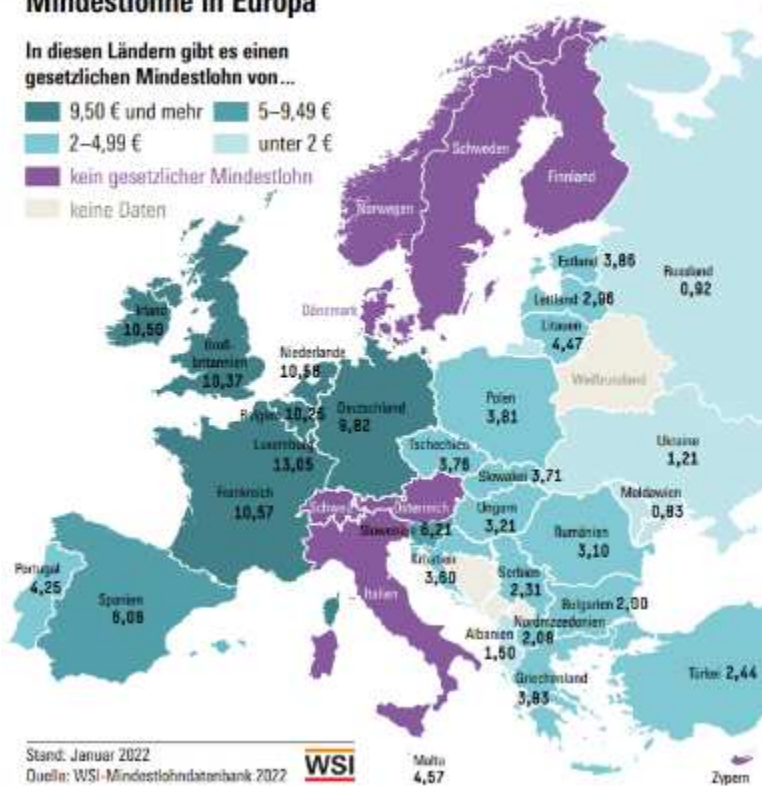 Mindestlöhne in Europa
In diesen Ländern gibt es einen
gesetzlichen Mindestlohn von ...
9,50 € und mehr
5–9,49 €
2–4,99 €
unter 2 €
kein gesetzlicher Mindestlohn
keine Daten
Schweden
Finnland
Norwegen
Estland 3,86
Russland
0,92
Lettland 2,96
Dänemark
Litauen
4,47
Irland
10,50
Groß-
britannien
10,37
Niederlande
10,58
Weißrussland
Polen
3,81
Belgien 10,25
Deutschland
9,82
Luxemburg
13,05
Tschechien
3,76
Ukraine
1,21
Slowakei 3,71
Frankreich
10,57
Moldawien
0,83
Schweiz
Österreich
Ungarn
3,21
Slowenien 6,21
Rumänien
3,10
Kroatien
3,60
Portugal
4,25
Serbien
2,31
Spanien
6,06
Italien
Bulgarien 2,00
Nordmazedonien
2,08
Albanien
1,50
Türkei 2,44
Griechenland
3,83
Stand: Januar 2022
Quelle: WSI-Mindestlohndatenbank 2022
WSI
Malta
4,57
Zypern